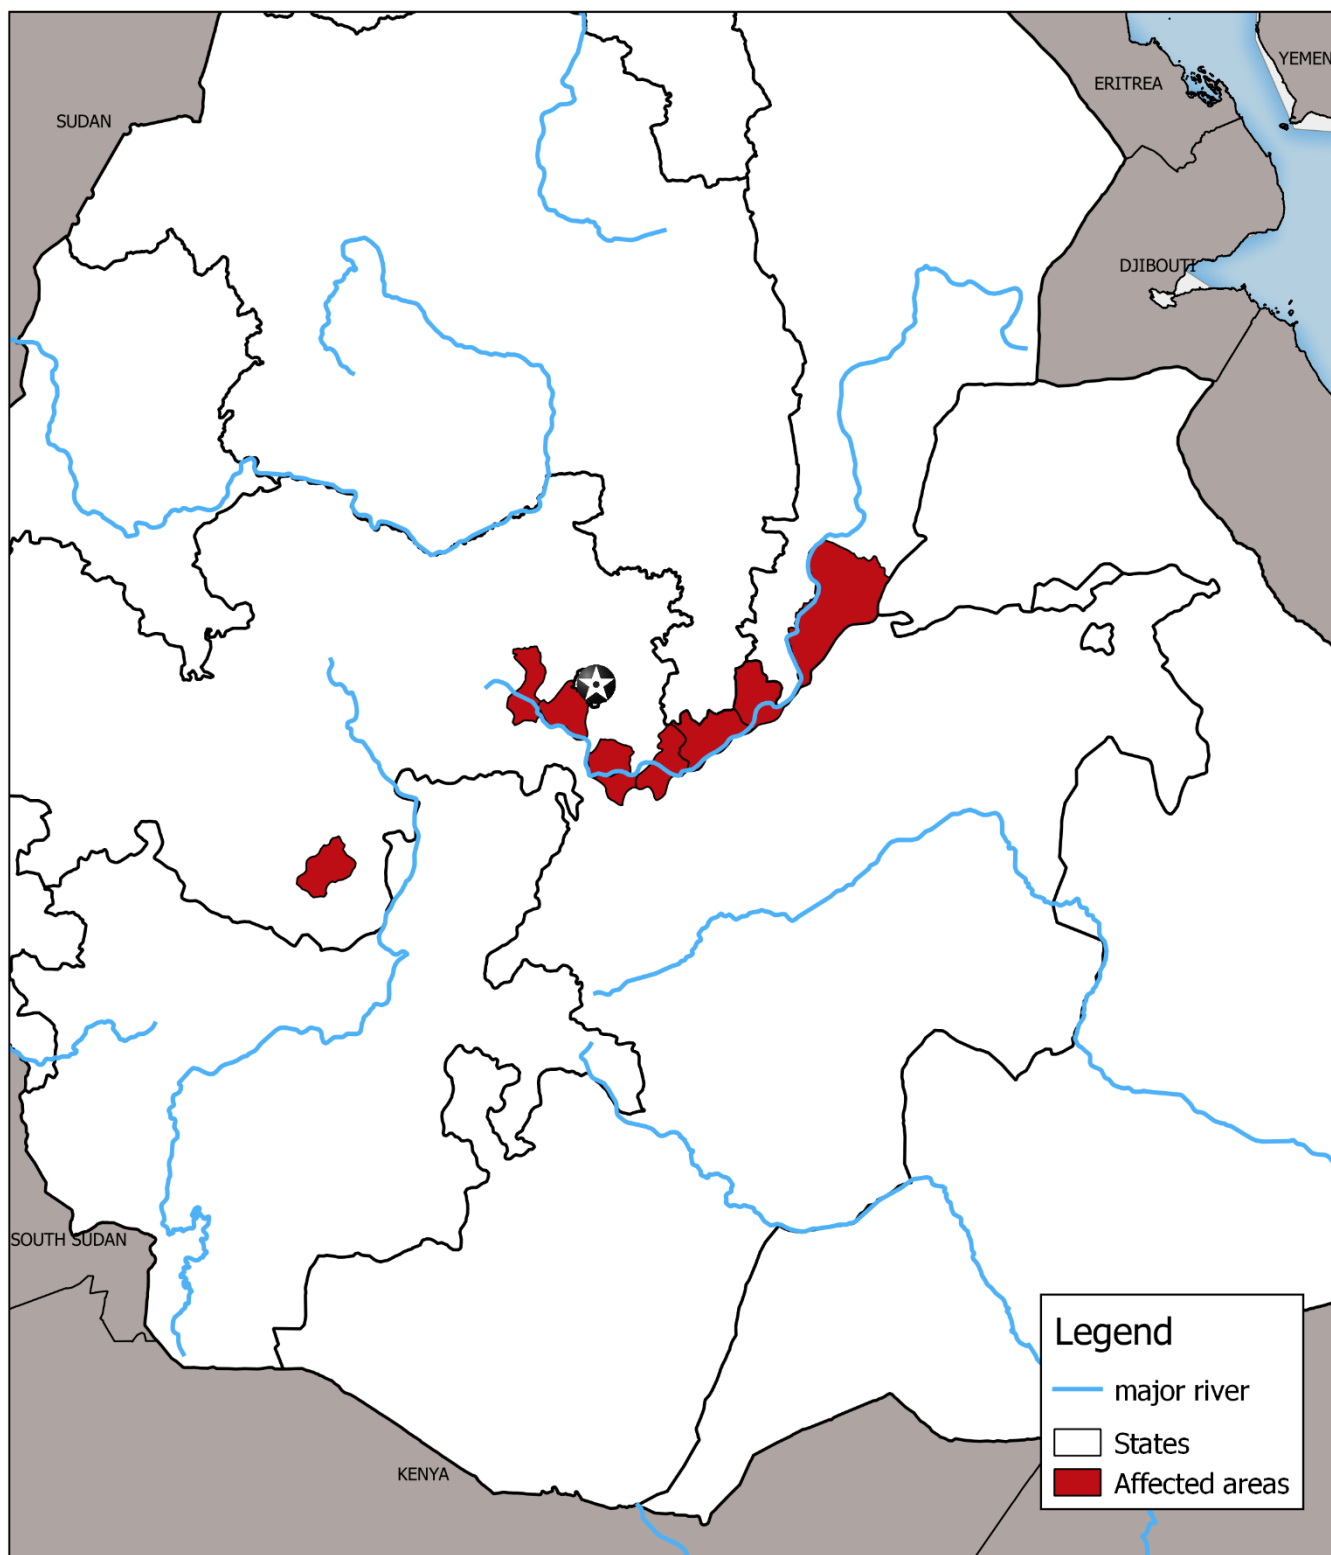 YEMEN
ERITREA
SUDAN
DJIBOUTI
SOUTH SUDAN
KENYA
Legend
major river
States
Affected areas